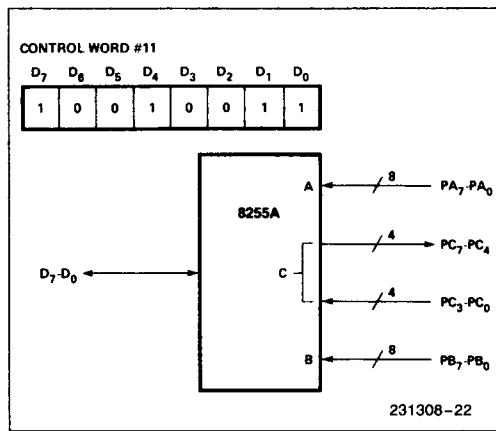 CONTROL WORD #11
D7 D6 D5 D4 D3 D2 D1 D0
1 0 0 1 0 0 1 1
8255A
A
8
PA7-PA0
4
PC7-PC4
D7-D0
C
4
PC3-PC0
B
8
PB7-PB0
231308-22